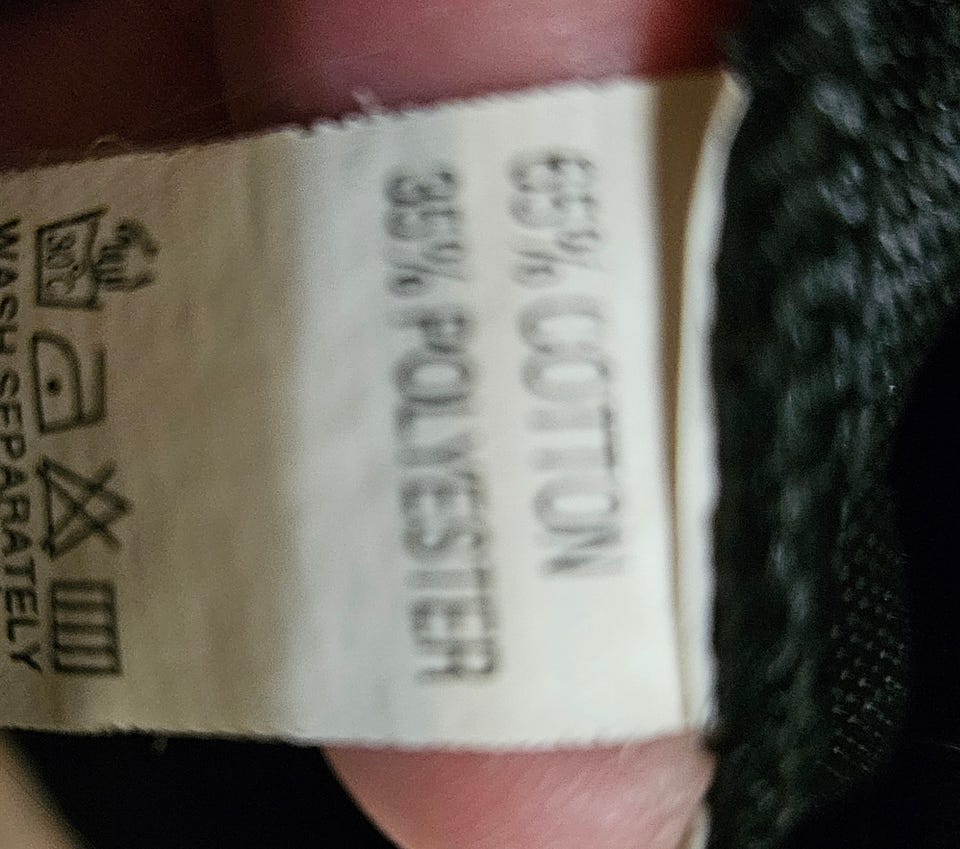 65% COTTON
35% POLYESTER
30°C
WASH SEPARATELY